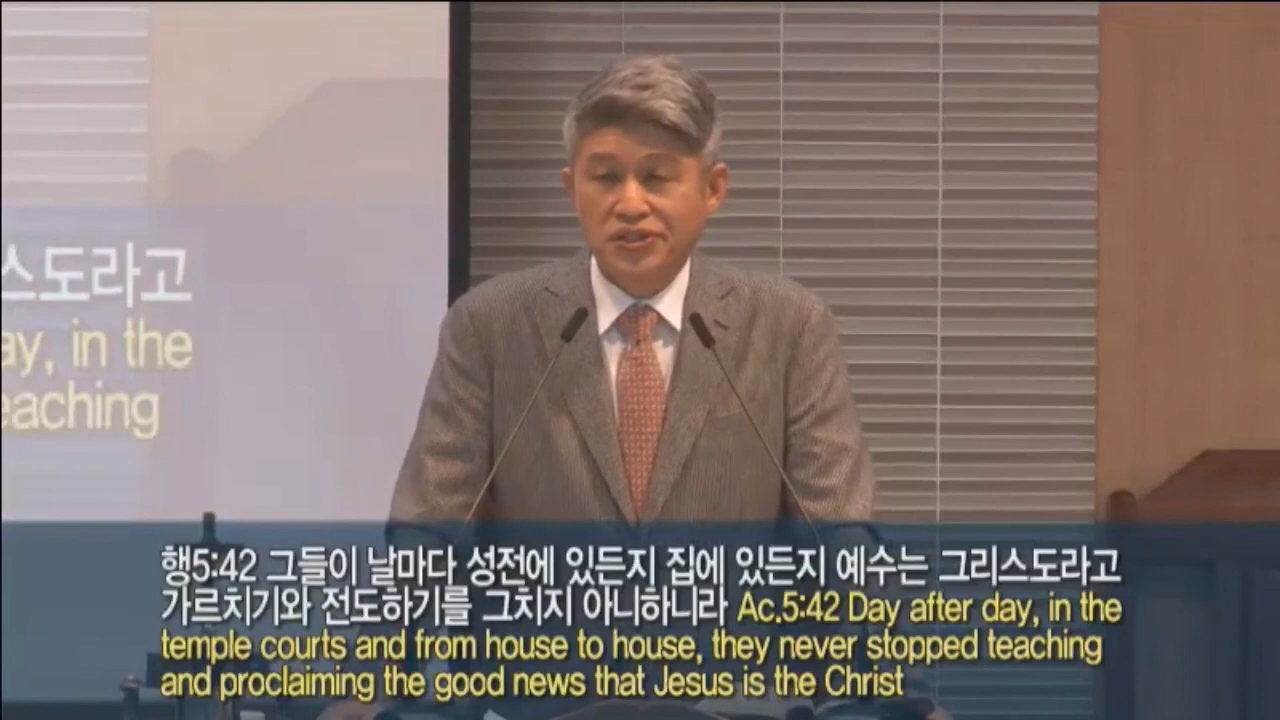 스도라고
ay, in the
eaching
행5:42 그들이 날마다 성전에 있든지 집에 있든지 예수는 그리스도라고
가르치기와 전도하기를 그치지 아니하니라 Ac.5:42 Day after day, in the
temple courts and from house to house, they never stopped teaching
and proclaiming the good news that Jesus is the Christ